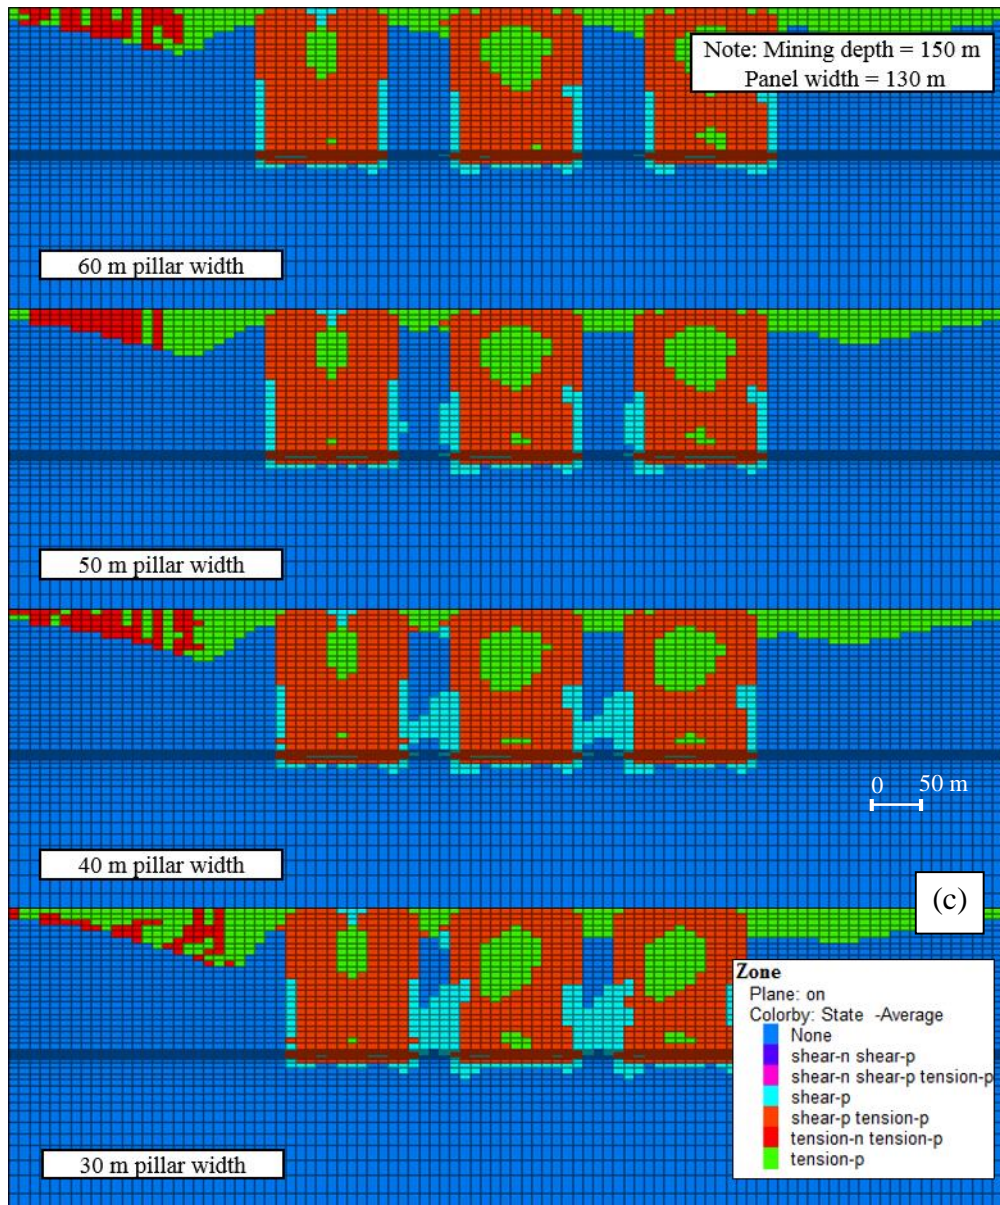 Note: Mining depth = 150 m
Panel width = 130 m
60 m pillar width
50 m pillar width
0 50 m
40 m pillar width
(c)
Zone
Plane: on
Colorby: State -Average
None
shear-n shear-p
shear-n shear-p tension-p
shear-p
shear-p tension-p
tension-n tension-p
tension-p
30 m pillar width